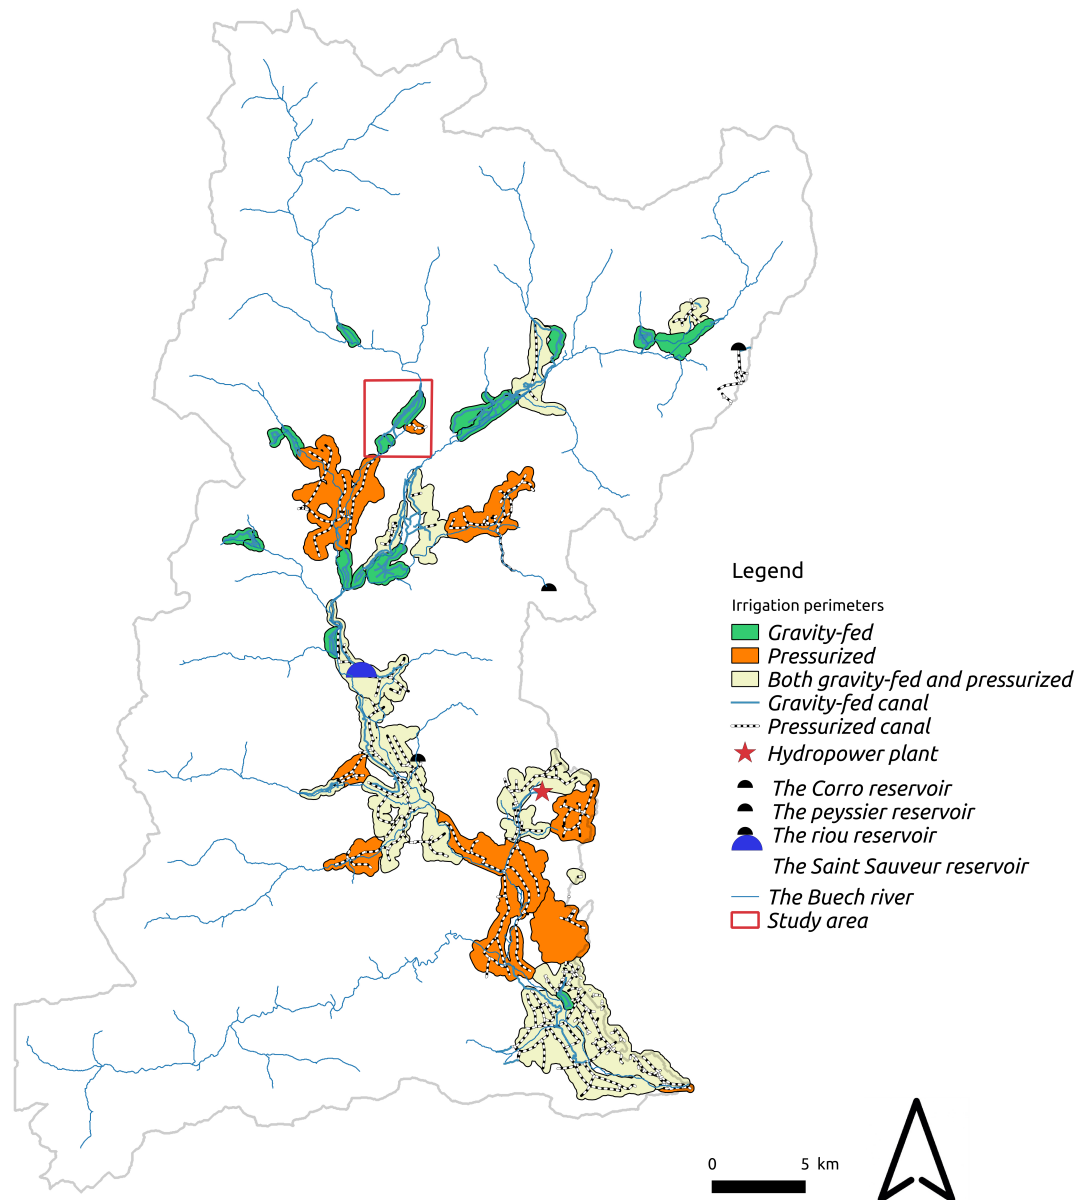 Legend
Irrigation perimeters
Gravity-fed
Pressurized
Both gravity-fed and pressurized
Gravity-fed canal
Pressurized canal
Hydropower plant
The Corro reservoir
The peyssier reservoir
The riou reservoir
The Saint Sauveur reservoir
The Buech river
Study area
0 5 km